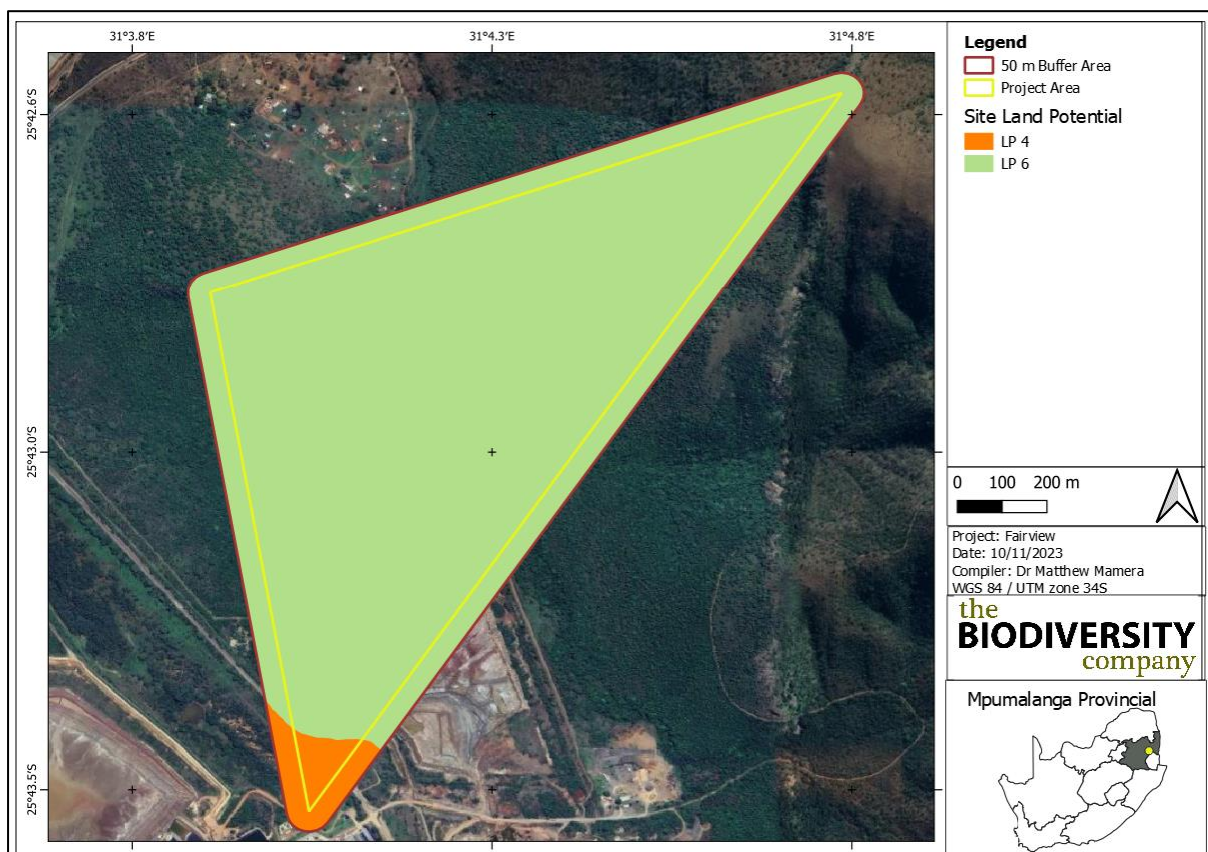 31°3.8'E
31°4.3'E
31°4.8'E
25°42.6'S
25°43.0'S
25°43.5'S
Legend
50 m Buffer Area
Project Area
Site Land Potential
LP 4
LP 6
0 100 200 m
Project: Fairview
Date: 10/11/2023
Compiler: Dr Matthew Mamera
WGS 84 / UTM zone 34S
the
BIODIVERSITY
company
Mpumalanga Provincial